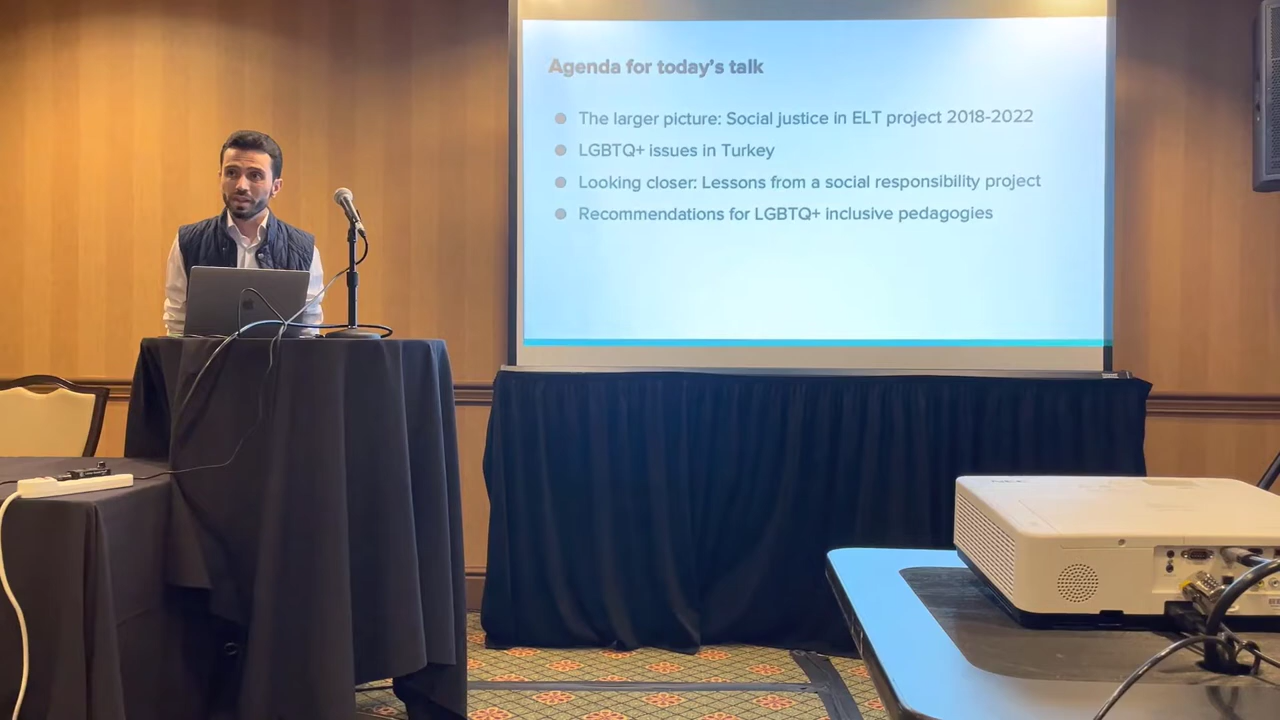 Agenda for today's talk
The larger picture: Social justice in ELT project 2018-2022
LGBTQ+ issues in Turkey
Looking closer: Lessons from a social responsibility project
Recommendations for LGBTQ+ inclusive pedagogies
NEC